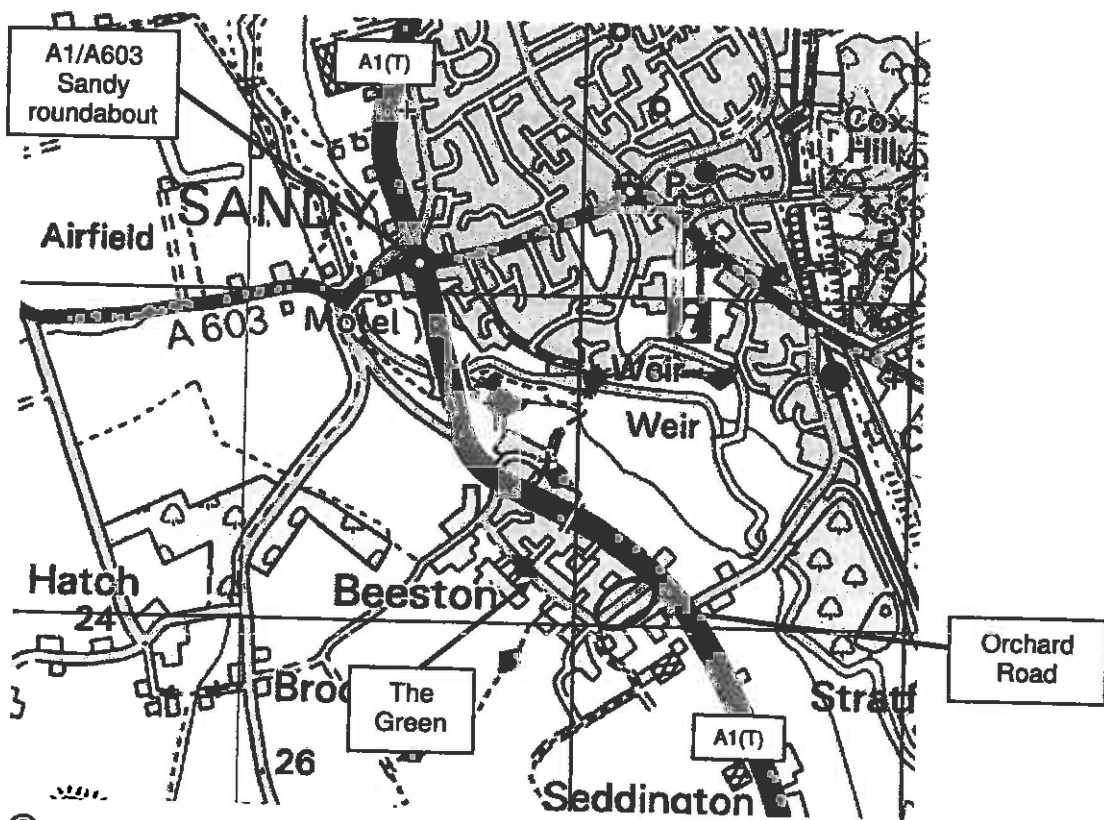 A1/A603
Sandy
roundabout
A1(T)
Cox
Hill
SANDY
P
Airfield
A 603
Motel
Weir
Weir
Hatch
24
Beeston
Orchard
Road
The
Green
26
A1(T)
Seddington